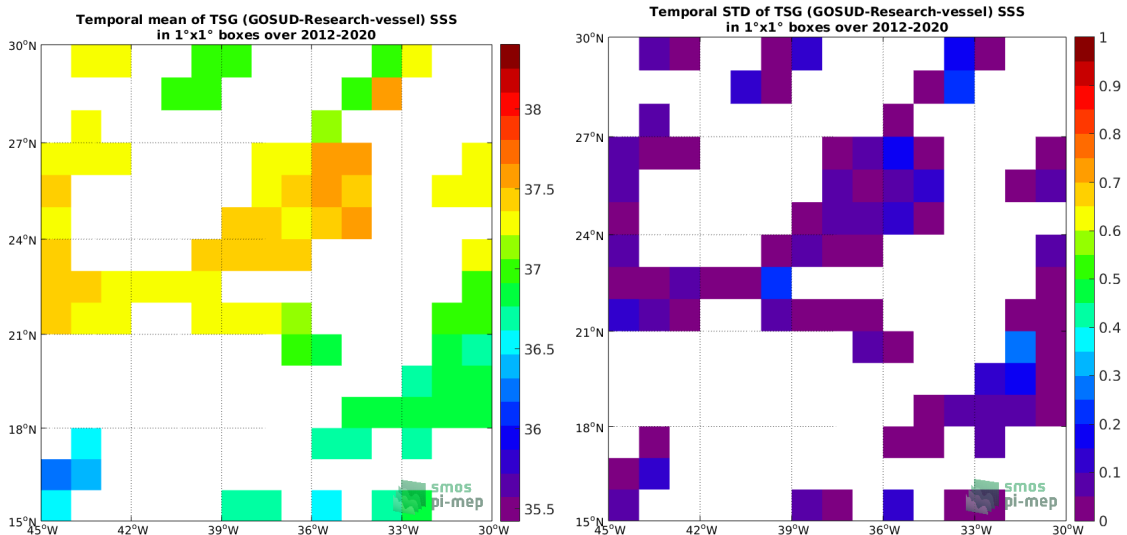 Temporal mean of TSG (GOSUD-Research-vessel) SSS
in 1°x1° boxes over 2012-2020
30°N
27°N
24°N
21°N
18°N
15°N
45°W
42°W
39°W
36°W
33°W
30°W
38
37.5
37
36.5
36
35.5
smos
pi-mep
Temporal STD of TSG (GOSUD-Research-vessel) SSS
in 1°x1° boxes over 2012-2020
30°N
27°N
24°N
21°N
18°N
15°N
45°W
42°W
39°W
36°W
33°W
30°W
1
0.9
0.8
0.7
0.6
0.5
0.4
0.3
0.2
0.1
0
smos
pi-mep